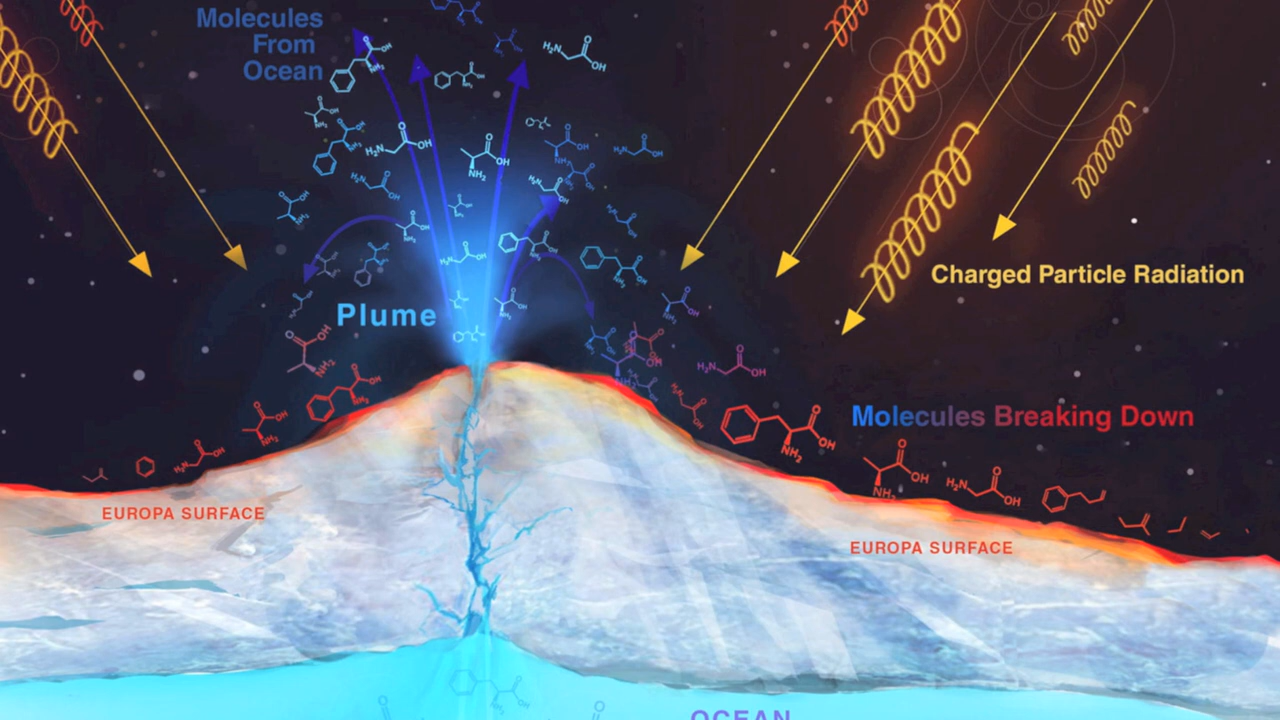 Molecules
From
Ocean
Plume
Charged Particle Radiation
Molecules Breaking Down
EUROPA SURFACE
EUROPA SURFACE
OCEAN